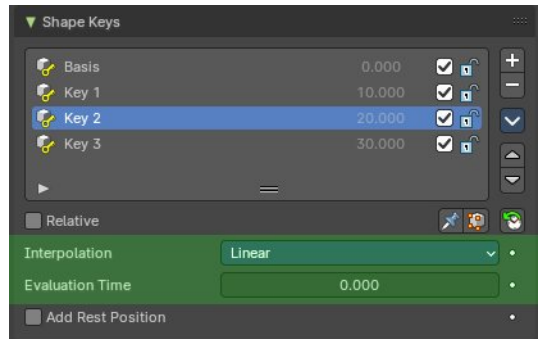 Shape Keys
Basis 0.000
Key 1 10.000
Key 2 20.000
Key 3 30.000
Relative
Interpolation Linear
Evaluation Time 0.000
Add Rest Position